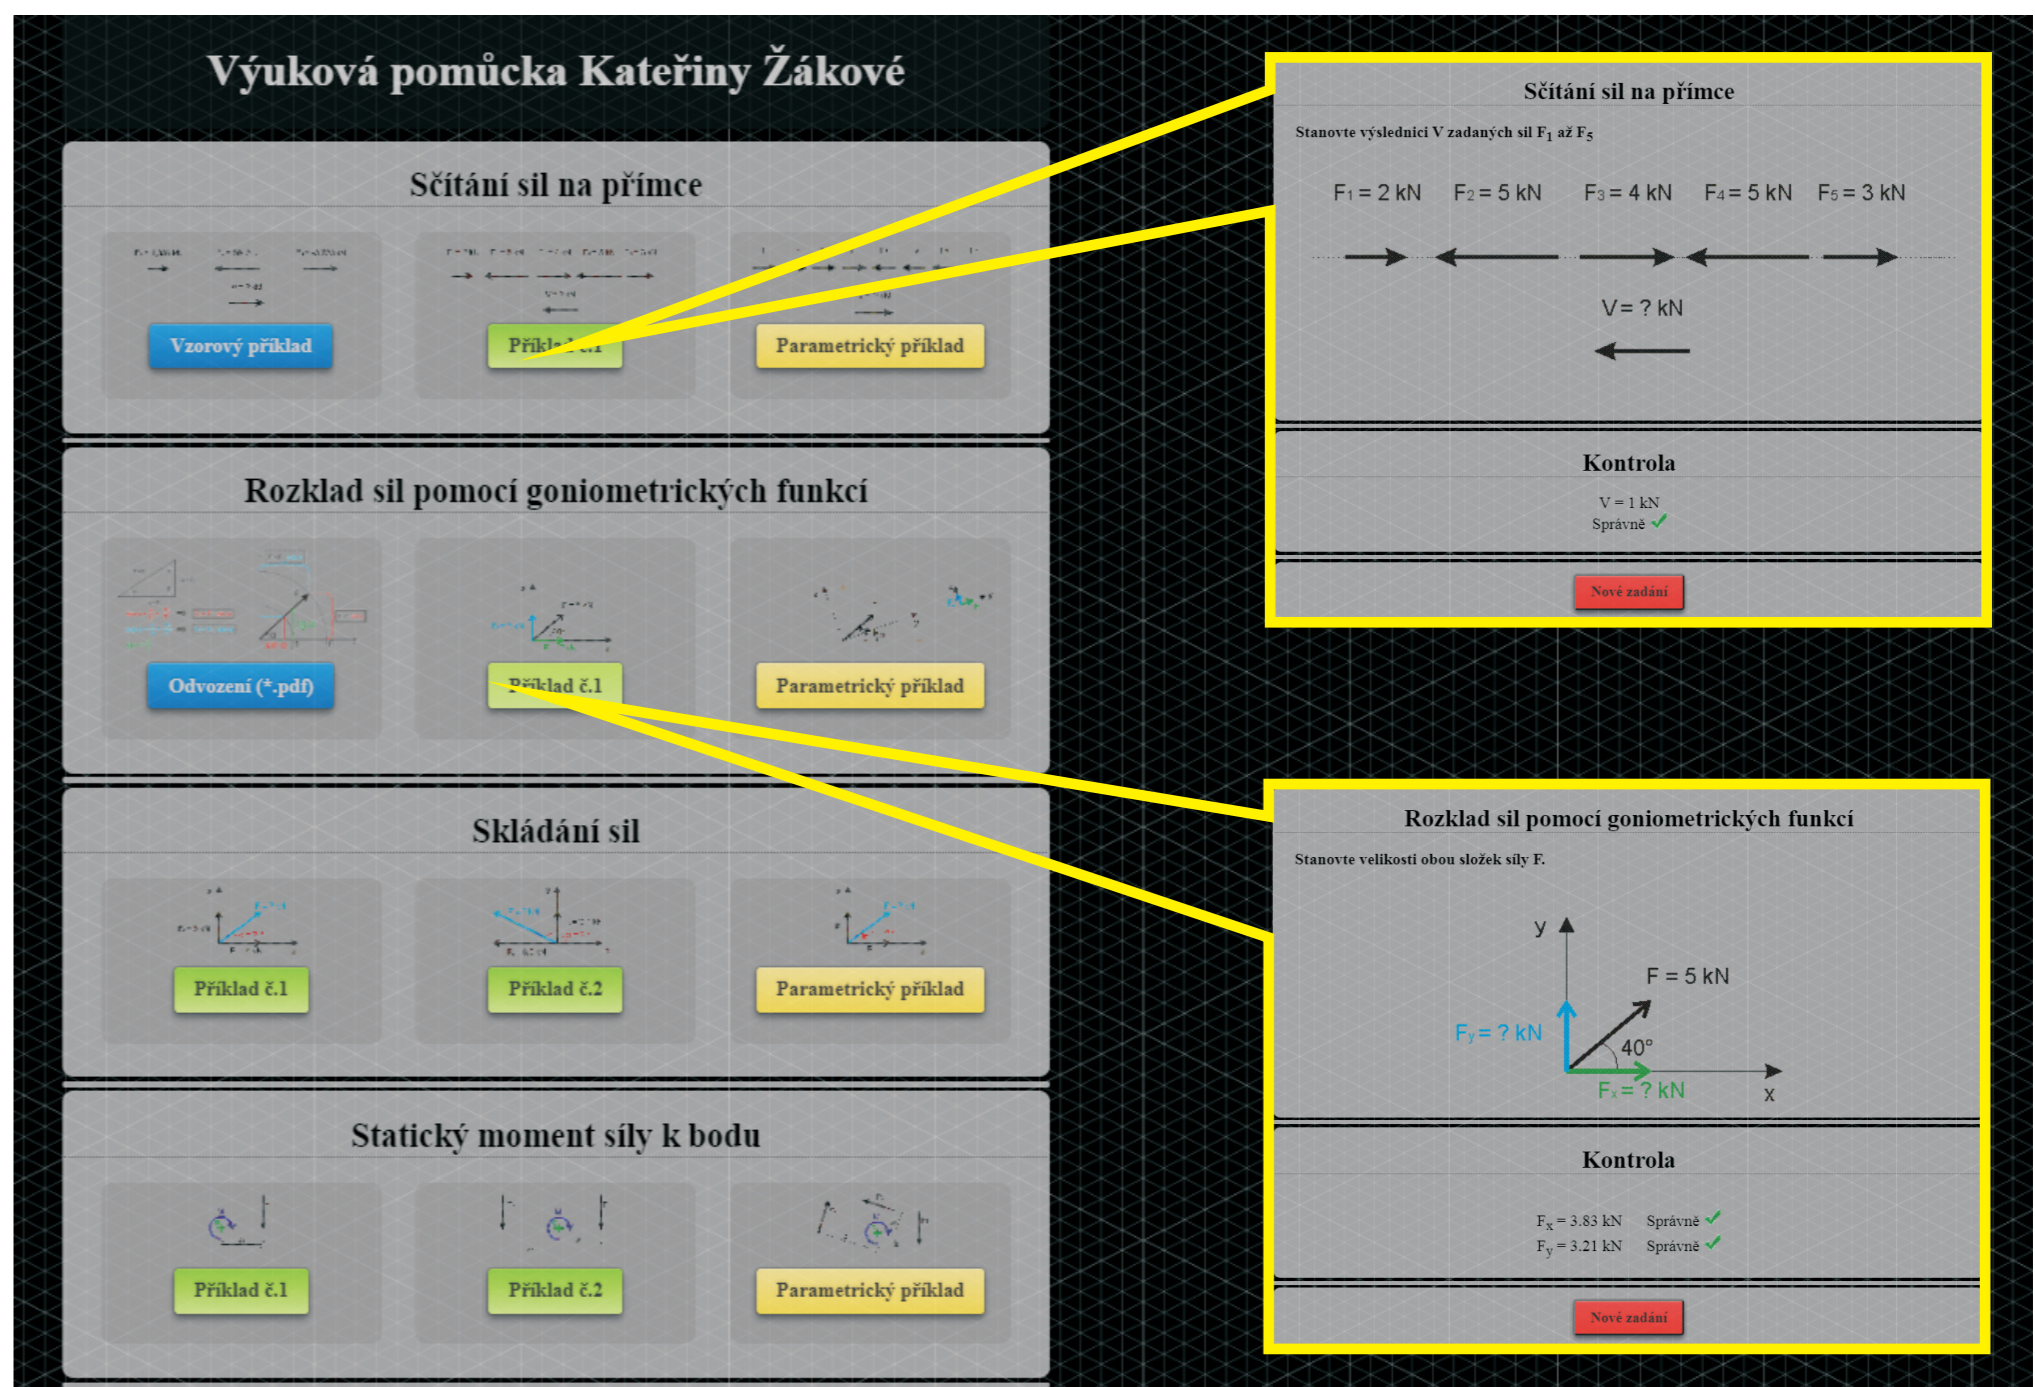 Výuková pomůcka Kateřiny Žákové
Sčítání sil na přímce
Vzorový příklad
Příklad č.1
Parametrický příklad
Rozklad sil pomocí goniometrických funkcí
Odvození (*.pdf)
Příklad č.1
Parametrický příklad
Skládání sil
Příklad č.1
Příklad č.2
Parametrický příklad
Statický moment síly k bodu
Příklad č.1
Příklad č.2
Parametrický příklad
Sčítání sil na přímce
Stanovte výslednici V zadaných sil F1 až F5
F1 = 2 kN F2 = 5 kN F3 = 4 kN F4 = 5 kN F5 = 3 kN
V = ? kN
Kontrola
V = 1 kN
Správně
Nové zadání
Rozklad sil pomocí goniometrických funkcí
Stanovte velikosti obou složek síly F.
y
F = 5 kN
Fy = ? kN
40°
Fx = ? kN
x
Kontrola
Fx = 3.83 kN Správně
Fy = 3.21 kN Správně
Nové zadání